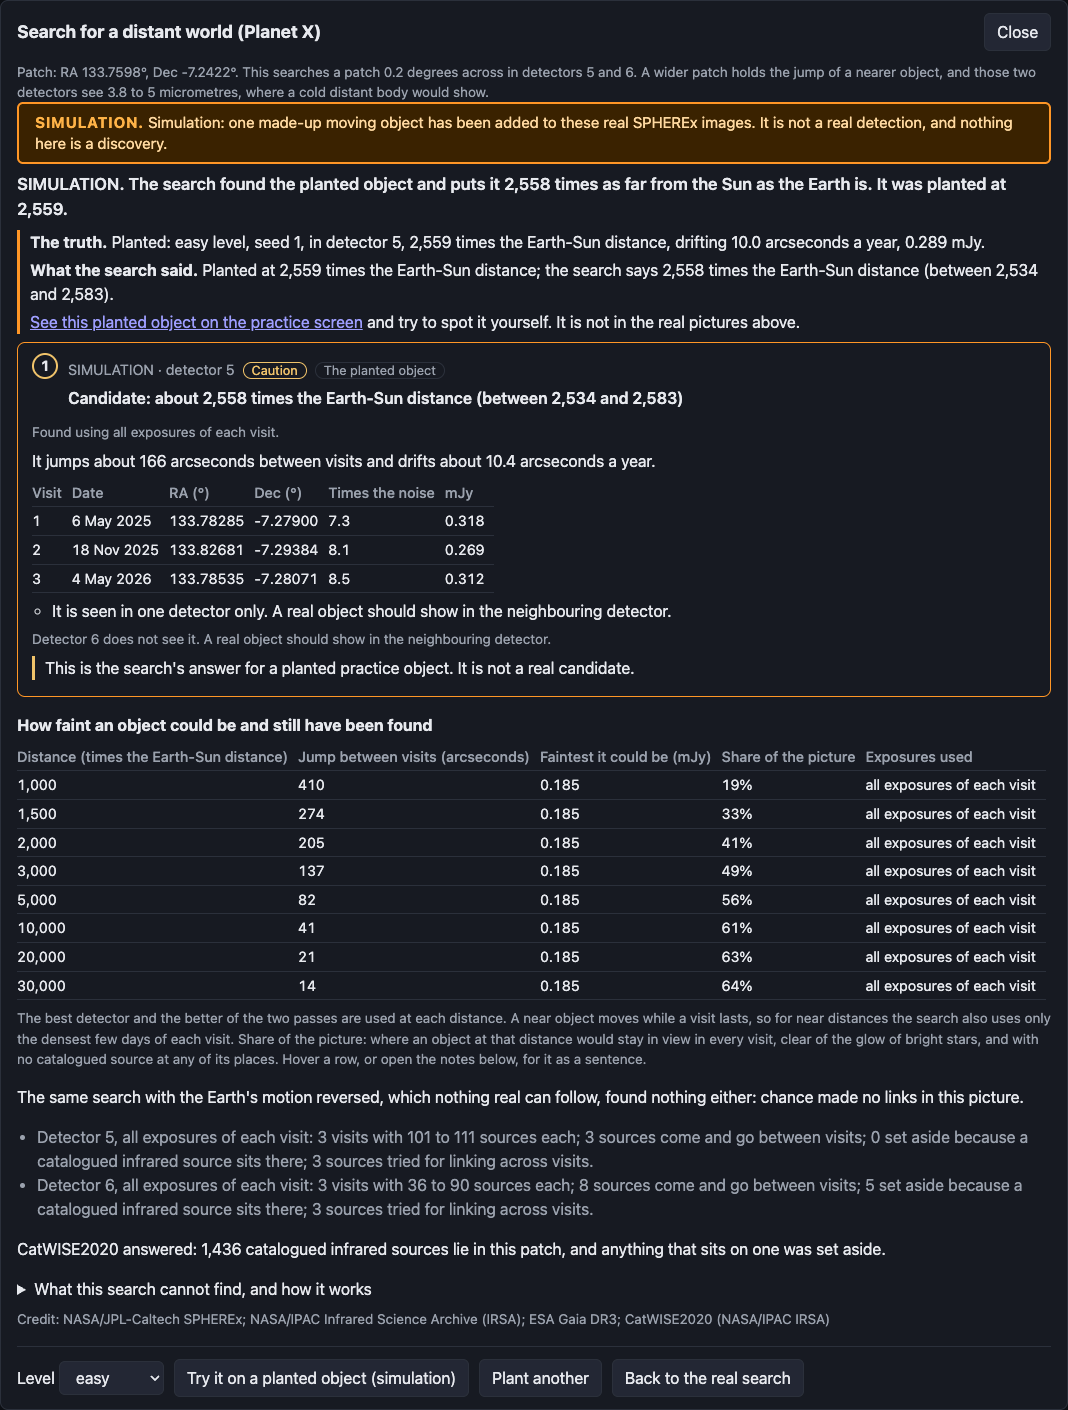 Search for a distant world (Planet X)
Close
Patch: RA 133.7598°, Dec -7.2422°. This searches a patch 0.2 degrees across in detectors 5 and 6. A wider patch holds the jump of a nearer object, and those two
detectors see 3.8 to 5 micrometres, where a cold distant body would show.
SIMULATION. Simulation: one made-up moving object has been added to these real SPHEREx images. It is not a real detection, and nothing
here is a discovery.
SIMULATION. The search found the planted object and puts it 2,558 times as far from the Sun as the Earth is. It was planted at
2,559.
The truth. Planted: easy level, seed 1, in detector 5, 2,559 times the Earth-Sun distance, drifting 10.0 arcseconds a year, 0.289 mJy.
What the search said. Planted at 2,559 times the Earth-Sun distance; the search says 2,558 times the Earth-Sun distance (between 2,534
and 2,583).
See this planted object on the practice screen and try to spot it yourself. It is not in the real pictures above.
1 SIMULATION · detector 5 Caution The planted object
Candidate: about 2,558 times the Earth-Sun distance (between 2,534 and 2,583)
Found using all exposures of each visit.
It jumps about 166 arcseconds between visits and drifts about 10.4 arcseconds a year.
Visit Date RA (°) Dec (°) Times the noise mJy
1 6 May 2025 133.78285 -7.27900 7.3 0.318
2 18 Nov 2025 133.82681 -7.29384 8.1 0.269
3 4 May 2026 133.78535 -7.28071 8.5 0.312
It is seen in one detector only. A real object should show in the neighbouring detector.
Detector 6 does not see it. A real object should show in the neighbouring detector.
This is the search's answer for a planted practice object. It is not a real candidate.
How faint an object could be and still have been found
Distance (times the Earth-Sun distance) Jump between visits (arcseconds) Faintest it could be (mJy) Share of the picture Exposures used
1,000 410 0.185 19% all exposures of each visit
1,500 274 0.185 33% all exposures of each visit
2,000 205 0.185 41% all exposures of each visit
3,000 137 0.185 49% all exposures of each visit
5,000 82 0.185 56% all exposures of each visit
10,000 41 0.185 61% all exposures of each visit
20,000 21 0.185 63% all exposures of each visit
30,000 14 0.185 64% all exposures of each visit
The best detector and the better of the two passes are used at each distance. A near object moves while a visit lasts, so for near distances the search also uses only
the densest few days of each visit. Share of the picture: where an object at that distance would stay in view in every visit, clear of the glow of bright stars, and with
no catalogued source at any of its places. Hover a row, or open the notes below, for it as a sentence.
The same search with the Earth's motion reversed, which nothing real can follow, found nothing either: chance made no links in this picture.
• Detector 5, all exposures of each visit: 3 visits with 101 to 111 sources each; 3 sources come and go between visits; 0 set aside because a
catalogued infrared source sits there; 3 sources tried for linking across visits.
• Detector 6, all exposures of each visit: 3 visits with 36 to 90 sources each; 8 sources come and go between visits; 5 set aside because a
catalogued infrared source sits there; 3 sources tried for linking across visits.
CatWISE2020 answered: 1,436 catalogued infrared sources lie in this patch, and anything that sits on one was set aside.
What this search cannot find, and how it works
Credit: NASA/JPL-Caltech SPHEREx; NASA/IPAC Infrared Science Archive (IRSA); ESA Gaia DR3; CatWISE2020 (NASA/IPAC IRSA)
Level easy Try it on a planted object (simulation) Plant another Back to the real search